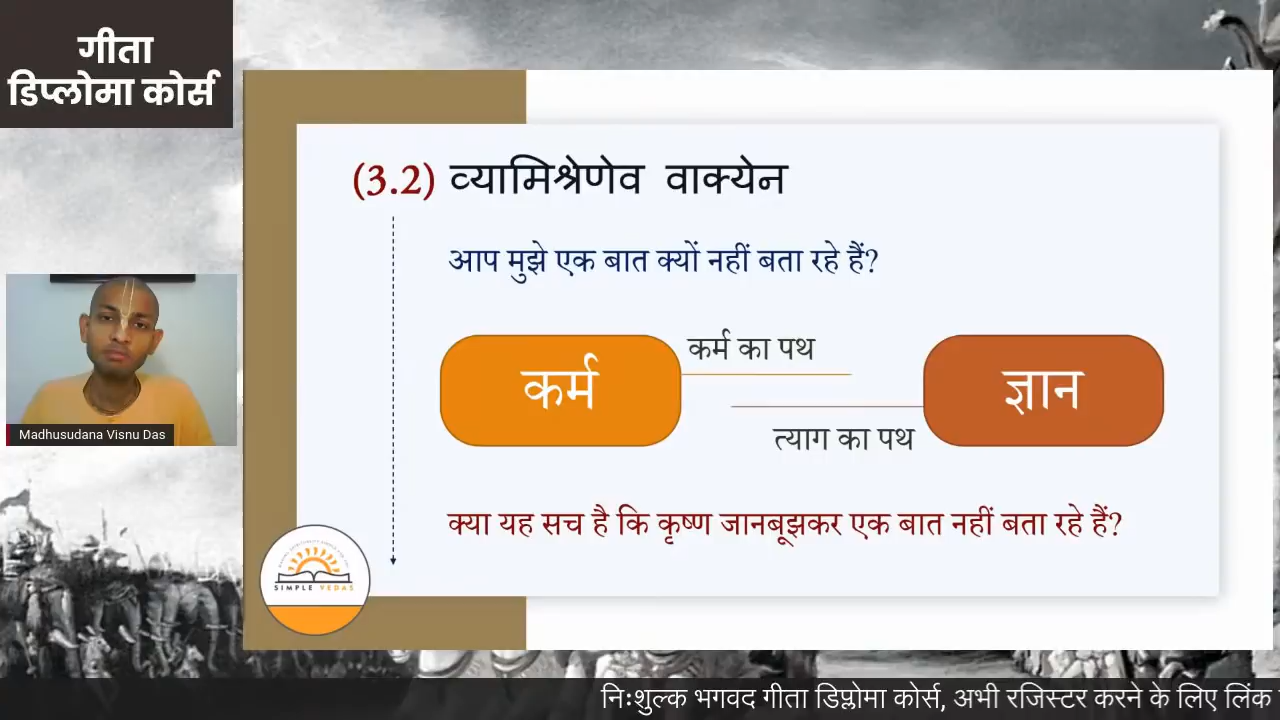 गीता
डिप्लोमा कोर्स
(3.2) व्यामिश्रेणेव वाक्येन
आप मुझे एक बात क्यों नहीं बता रहे हैं?
कर्म
कर्म का पथ
ज्ञान
त्याग का पथ
क्या यह सच है कि कृष्ण जानबूझकर एक बात नहीं बता रहे हैं?
Madhusudana Visnu Das
SIMPLE VEDAS
निःशुल्क भगवद गीता डिप्लोमा कोर्स, अभी रजिस्टर करने के लिए लिंक